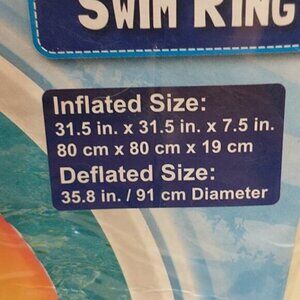 SWIM RING
Inflated Size:
31.5 in. x 31.5 in. x 7.5 in.
80 cm x 80 cm x 19 cm
Deflated Size:
35.8 in. / 91 cm Diameter